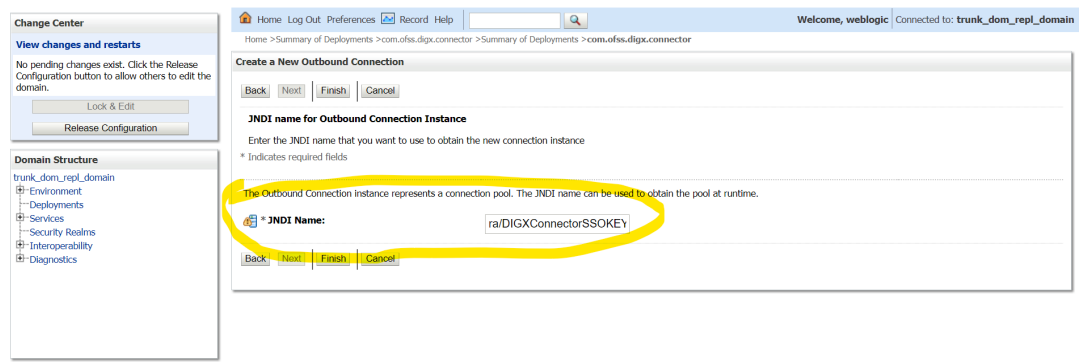 Change Center
View changes and restarts
No pending changes exist. Click the Release
Configuration button to allow others to edit the
domain.
Lock & Edit
Release Configuration
Domain Structure
trunk_dom_repl_domain
Environment
Deployments
Services
Security Realms
Interoperability
Diagnostics
Home Log Out Preferences Record Help
Welcome, weblogic Connected to: trunk_dom_repl_domain
Home >Summary of Deployments >com.ofss.digx.connector >Summary of Deployments >com.ofss.digx.connector
Create a New Outbound Connection
Back Next Finish Cancel
JNDI name for Outbound Connection Instance
Enter the JNDI name that you want to use to obtain the new connection instance
* Indicates required fields
The Outbound Connection instance represents a connection pool. The JNDI name can be used to obtain the pool at runtime.
* JNDI Name: ra/DIGXConnectorSSOKEY
Back Next Finish Cancel